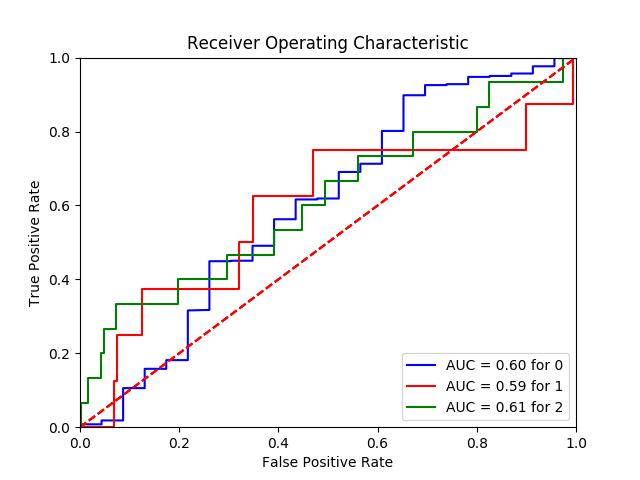 Receiver Operating Characteristic
1.0
0.8
0.6
0.4
0.2
0.0
True Positive Rate
AUC = 0.60 for 0
AUC = 0.59 for 1
AUC = 0.61 for 2
0.0 0.2 0.4 0.6 0.8 1.0
False Positive Rate